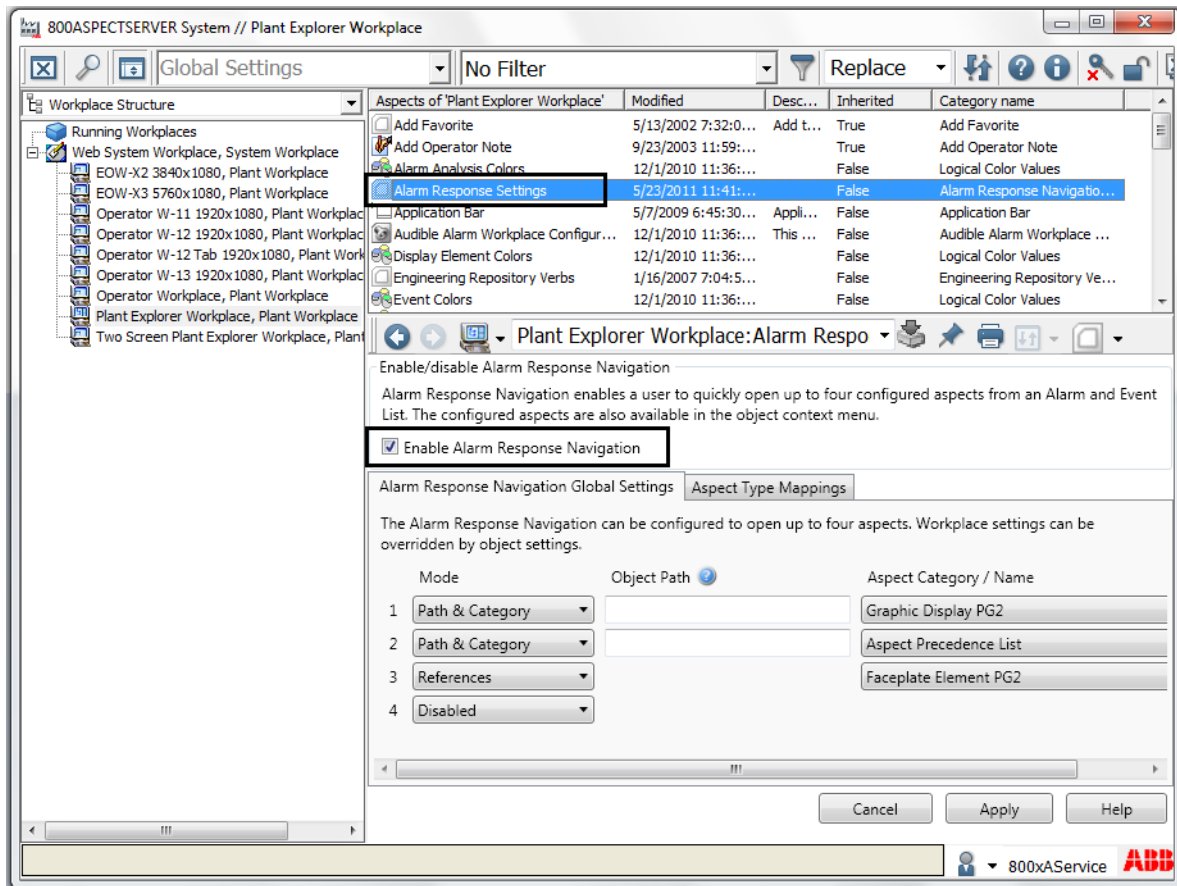 800ASPECTSERVER System // Plant Explorer Workplace
Global Settings
No Filter
Replace
Workplace Structure
Running Workplaces
Web System Workplace, System Workplace
EOW-X2 3840x1080, Plant Workplace
EOW-X3 5760x1080, Plant Workplace
Operator W-11 1920x1080, Plant Workplac
Operator W-12 1920x1080, Plant Workplac
Operator W-12 Tab 1920x1080, Plant Work
Operator W-13 1920x1080, Plant Workplac
Operator Workplace, Plant Workplace
Plant Explorer Workplace, Plant Workplace
Two Screen Plant Explorer Workplace, Plant
Aspects of 'Plant Explorer Workplace' Modified Desc... Inherited Category name
Add Favorite 5/13/2002 7:32:0... Add t... True Add Favorite
Add Operator Note 9/23/2003 11:59:... True Add Operator Note
Alarm Analysis Colors 12/1/2010 11:36:... False Logical Color Values
Alarm Response Settings 5/23/2011 11:41:... False Alarm Response Navigatio...
Application Bar 5/7/2009 6:45:30... Appli... False Application Bar
Audible Alarm Workplace Configur... 12/1/2010 11:36:... This ... False Audible Alarm Workplace ...
Display Element Colors 12/1/2010 11:36:... False Logical Color Values
Engineering Repository Verbs 1/16/2007 7:04:5... False Engineering Repository Ve...
Event Colors 12/1/2010 11:36:... False Logical Color Values
Plant Explorer Workplace:Alarm Respo
Enable/disable Alarm Response Navigation
Alarm Response Navigation enables a user to quickly open up to four configured aspects from an Alarm and Event
List. The configured aspects are also available in the object context menu.
Enable Alarm Response Navigation
Alarm Response Navigation Global Settings Aspect Type Mappings
The Alarm Response Navigation can be configured to open up to four aspects. Workplace settings can be
overridden by object settings.
Mode Object Path Aspect Category / Name
1 Path & Category Graphic Display PG2
2 Path & Category Aspect Precedence List
3 References Faceplate Element PG2
4 Disabled
Cancel Apply Help
800xAService ABB